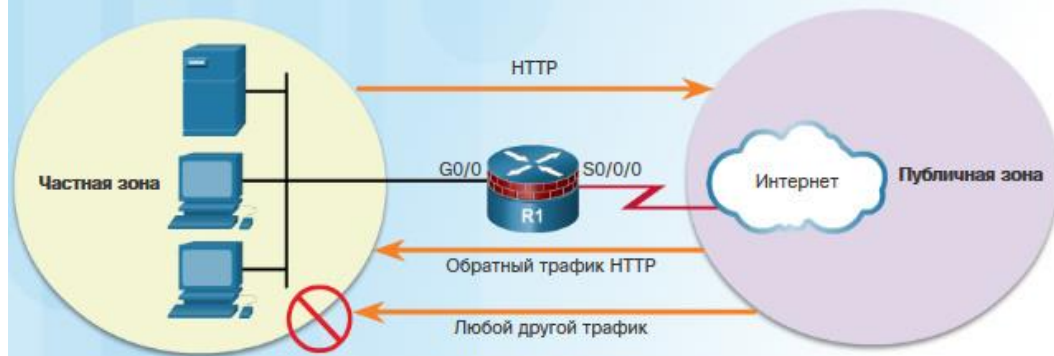 HTTP
Частная зона
G0/0
S0/0/0
R1
Интернет
Публичная зона
Обратный трафик HTTP
Любой другой трафик